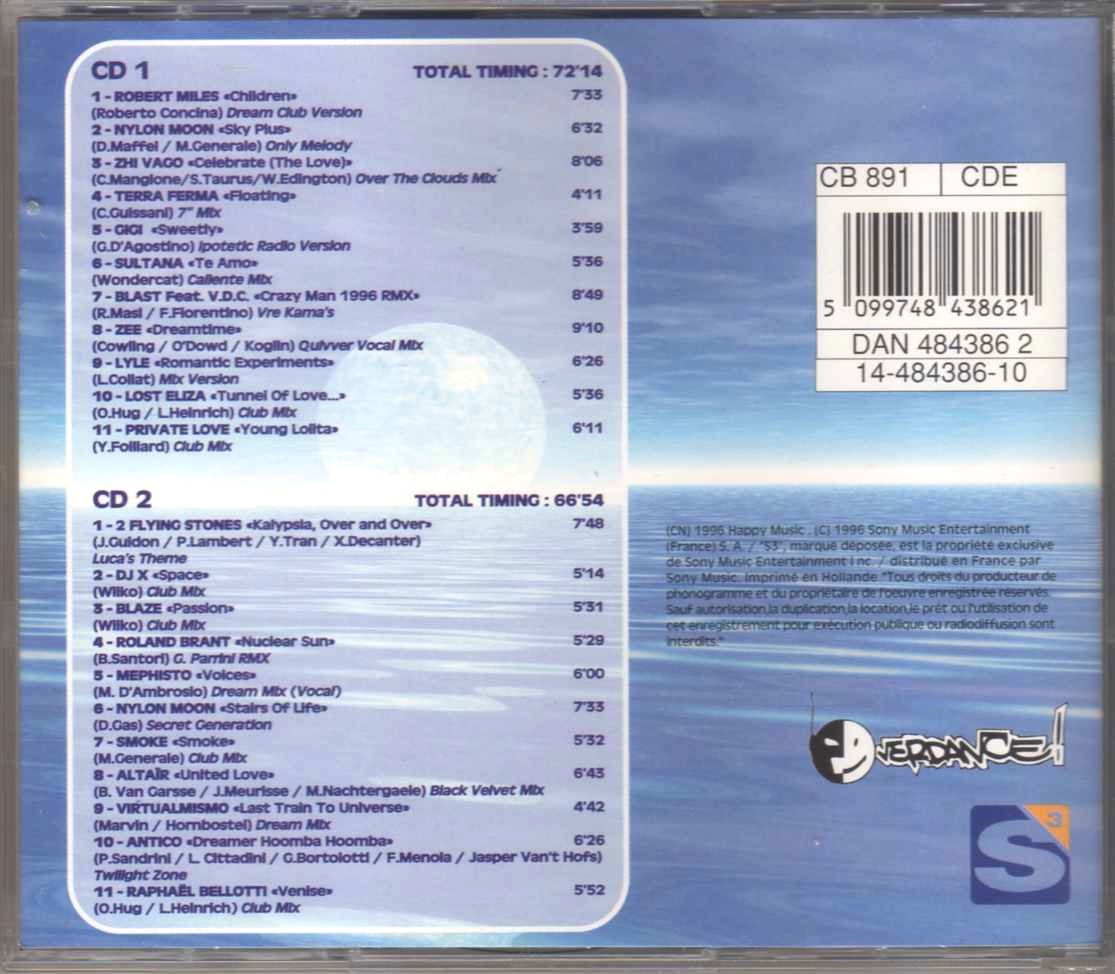 CD 1 TOTAL TIMING : 72'14
1 - ROBERT MILES «Children» 7'33
(Roberto Concina) Dream Club Version
2 - NYLON MOON «Sky Plus» 6'32
(D.Maffei / M.Generale) Only Melody
3 - ZHI VAGO «Celebrate (The Love)» 8'06
(C.Mangione/S.Taurus/W.Edington) Over The Clouds Mix
4 - TERRA FERMA «Floating» 4'11
(C.Guissani) 7" Mix
5 - GIGI «Sweetly» 3'59
(G.D'Agostino) Ipotetic Radio Version
6 - SULTANA «Te Amo» 5'36
(Wondercat) Caliente Mix
7 - BLAST Feat. V.D.C. «Crazy Man 1996 RMX» 8'49
(R.Masi / F.Fiorentino) Vre Kama's
8 - ZEE «Dreamtime» 9'10
(Cowling / O'Dowd / Koglin) Quivver Vocal Mix
9 - LYLE «Romantic Experiments» 6'26
(L.Collat) Mix Version
10 - LOST ELIZA «Tunnel Of Love...» 5'36
(O.Hug / L.Heinrich) Club Mix
11 - PRIVATE LOVE «Young Lolita» 6'11
(Y.Folliard) Club Mix
CD 2 TOTAL TIMING : 66'54
1 - 2 FLYING STONES «Kalypsia, Over and Over» 7'48
(J.Guidon / P.Lambert / Y.Tran / X.Decanter)
Luca's Theme
2 - DJ X «Space» 5'14
(Wilko) Club Mix
3 - BLAZE «Passion» 5'31
(Wilko) Club Mix
4 - ROLAND BRANT «Nuclear Sun» 5'29
(B.Santori) G. Parrini RMX
5 - MEPHISTO «Voices» 6'00
(M. D'Ambrosio) Dream Mix (Vocal)
6 - NYLON MOON «Stairs Of Life» 7'33
(D.Gas) Secret Generation
7 - SMOKE «Smoke» 5'32
(M.Generale) Club Mix
8 - ALTAÏR «United Love» 6'43
(B. Van Garsse / J.Meurisse / M.Nachtergaele) Black Velvet Mix
9 - VIRTUALMISMO «Last Train To Universe» 4'42
(Marvin / Hornbostel) Dream Mix
10 - ANTICO «Dreamer Hoomba Hoomba» 6'26
(P.Sandrini / L. Cittadini / G.Bortolotti / F.Menola / Jasper Van't Hofs)
Twilight Zone
11 - RAPHAËL BELLOTTI «Venise» 5'52
(O.Hug / L.Heinrich) Club Mix
CB 891 CDE
5 099748 438621
DAN 484386 2
14-484386-10
(CN) 1996 Happy Music . (C) 1996 Sony Music Entertainment
(France) S. A. / "S3", marque déposée, est la propriété exclusive
de Sony Music Entertainment Inc. / distribué en France par
Sony Music. Imprimé en Hollande "Tous droits du producteur de
phonogramme et du propriétaire de l'oeuvre enregistrée réservés.
Sauf autorisation,la duplication,la location,le prêt ou l'utilisation de
cet enregistrement pour exécution publique ou radiodiffusion sont
interdits."
OVERDANCE!
S3